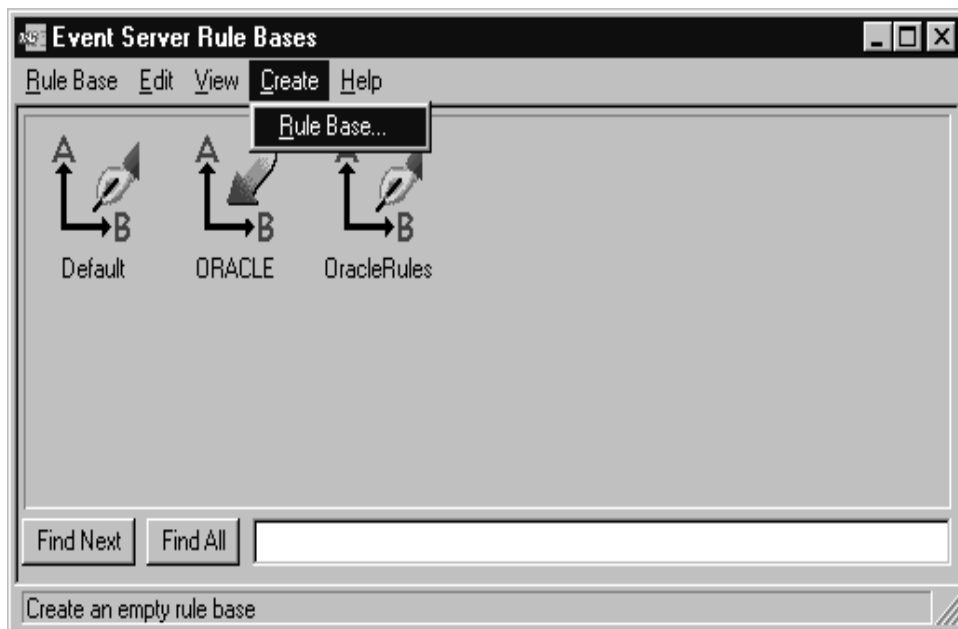 Event Server Rule Bases
Rule Base Edit View Create Help
Rule Base...
A A A
B B B
Default ORACLE OracleRules
Find Next Find All
Create an empty rule base